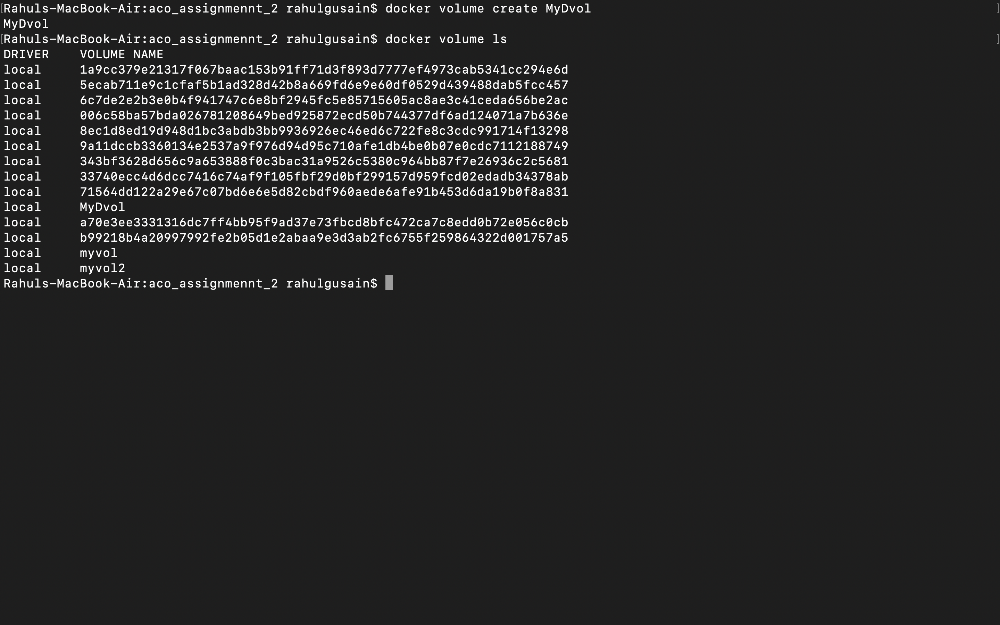 Rahuls-MacBook-Air:aco_assignmennt_2 rahulgusain$ docker volume create MyDvol
MyDvol
Rahuls-MacBook-Air:aco_assignmennt_2 rahulgusain$ docker volume ls
DRIVER    VOLUME NAME
local     1a9cc379e21317f067baac153b91ff71d3f893d7777ef4973cab5341cc294e6d
local     5ecab711e9c1cfaf5b1ad328d42b8a669fd6e9e60df0529d439488dab5fcc457
local     6c7de2e2b3e0b4f941747c6e8bf2945fc5e85715605ac8ae3c41ceda656be2ac
local     006c58ba57bda026781208649bed925872ecd50b744377df6ad124071a7b636e
local     8ec1d8ed19d948d1bc3abdb3bb9936926ec46ed6c722fe8c3cdc991714f13298
local     9a11dccb3360134e2537a9f976d94d95c710afe1db4be0b07e0cdc7112188749
local     343bf3628d656c9a653888f0c3bac31a9526c5380c964bb87f7e26936c2c5681
local     33740ecc4d6dcc7416c74af9f105fbf29d0bf299157d959fcd02edadb34378ab
local     71564dd122a29e67c07bd6e6e5d82cbdf960aede6afe91b453d6da19b0f8a831
local     MyDvol
local     a70e3ee3331316dc7ff4bb95f9ad37e73fbcd8bfc472ca7c8edd0b72e056c0cb
local     b99218b4a20997992fe2b05d1e2abaa9e3d3ab2fc6755f259864322d001757a5
local     myvol
local     myvol2
Rahuls-MacBook-Air:aco_assignmennt_2 rahulgusain$